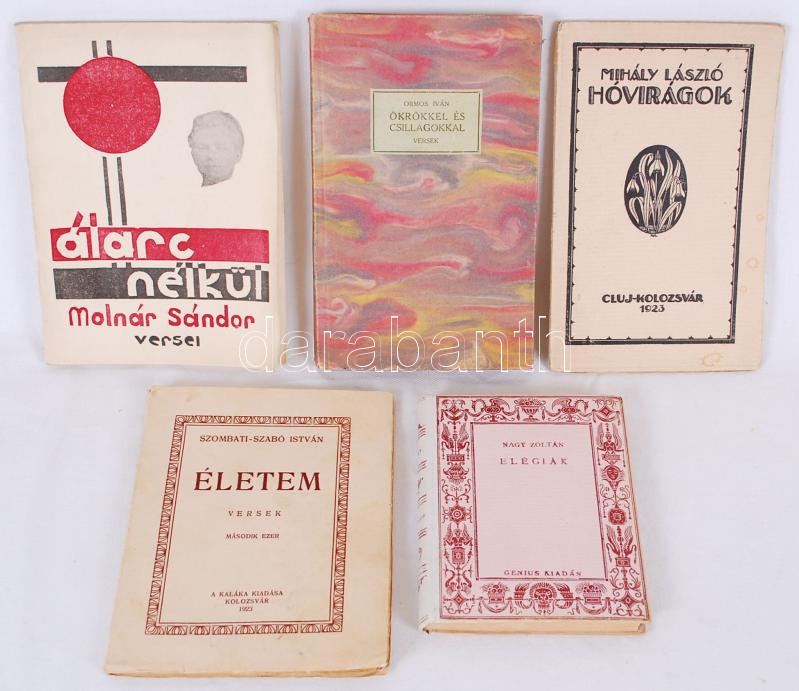 álarc
nélkül
Molnár Sándor
versei
ORMOS IVÁN
ÖKRÖKKEL ÉS
CSILLAGOKKAL
VERSEK
MIHÁLY LÁSZLÓ
HÓVIRÁGOK
CLUJ-KOLOZSVÁR
1923
darabanth
SZOMBATI-SZABÓ ISTVÁN
ÉLETEM
VERSEK
MÁSODIK EZER
A KALÁKA KIADÁSA
KOLOZSVÁR
1923
NAGY ZOLTÁN
ELÉGIÁK
GENIUS KIADÁS